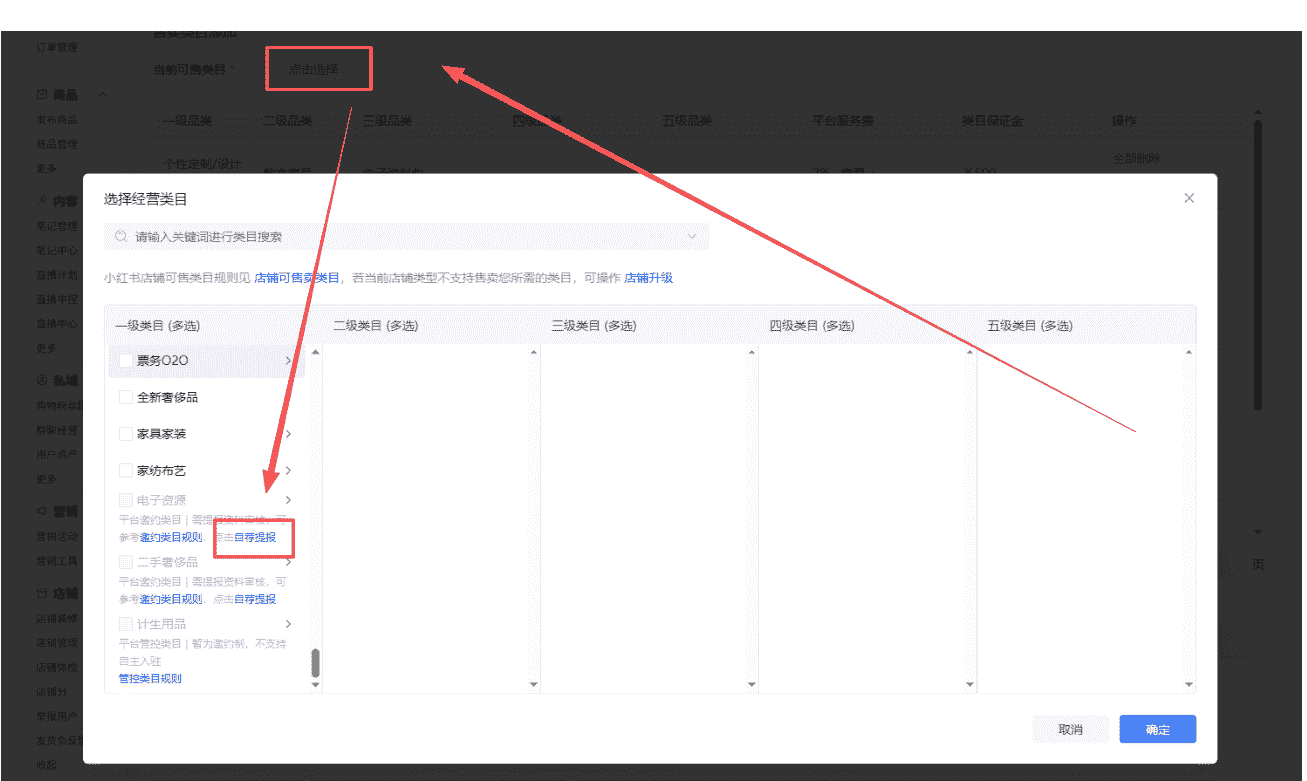 售卖类目添加
订单管理
当前可售类目 * 点击选择
商品
发布商品
一级品类 二级品类 三级品类 四级品类 五级品类 平台服务费 类目保证金 操作
商品管理
个性定制/设计 全部删除
更多
内容
笔记管理
笔记中心
直播计划
直播中控
直播中心
更多
私域
群聊经营
用户资产
更多
营销
营销活动
营销工具
店铺
店铺装修
店铺管理
店铺体检
店铺分
举报用户
收起
页
选择经营类目
请输入关键词进行类目搜索
小红书店铺可售类目规则见 店铺可售卖类目，若当前店铺类型不支持售卖您所需的类目，可操作 店铺升级
一级类目 (多选) 二级类目 (多选) 三级类目 (多选) 四级类目 (多选) 五级类目 (多选)
票务O2O
全新奢侈品
家具家装
家纺布艺
电子资源
平台邀约类目 | 需提报资料审核，可
参考邀约类目规则，点击自荐提报
二手奢侈品
平台邀约类目 | 需提报资料审核，可
参考邀约类目规则，点击自荐提报
计生用品
平台管控类目 | 暂为邀约制，不支持
自主入驻
管控类目规则
取消 确定